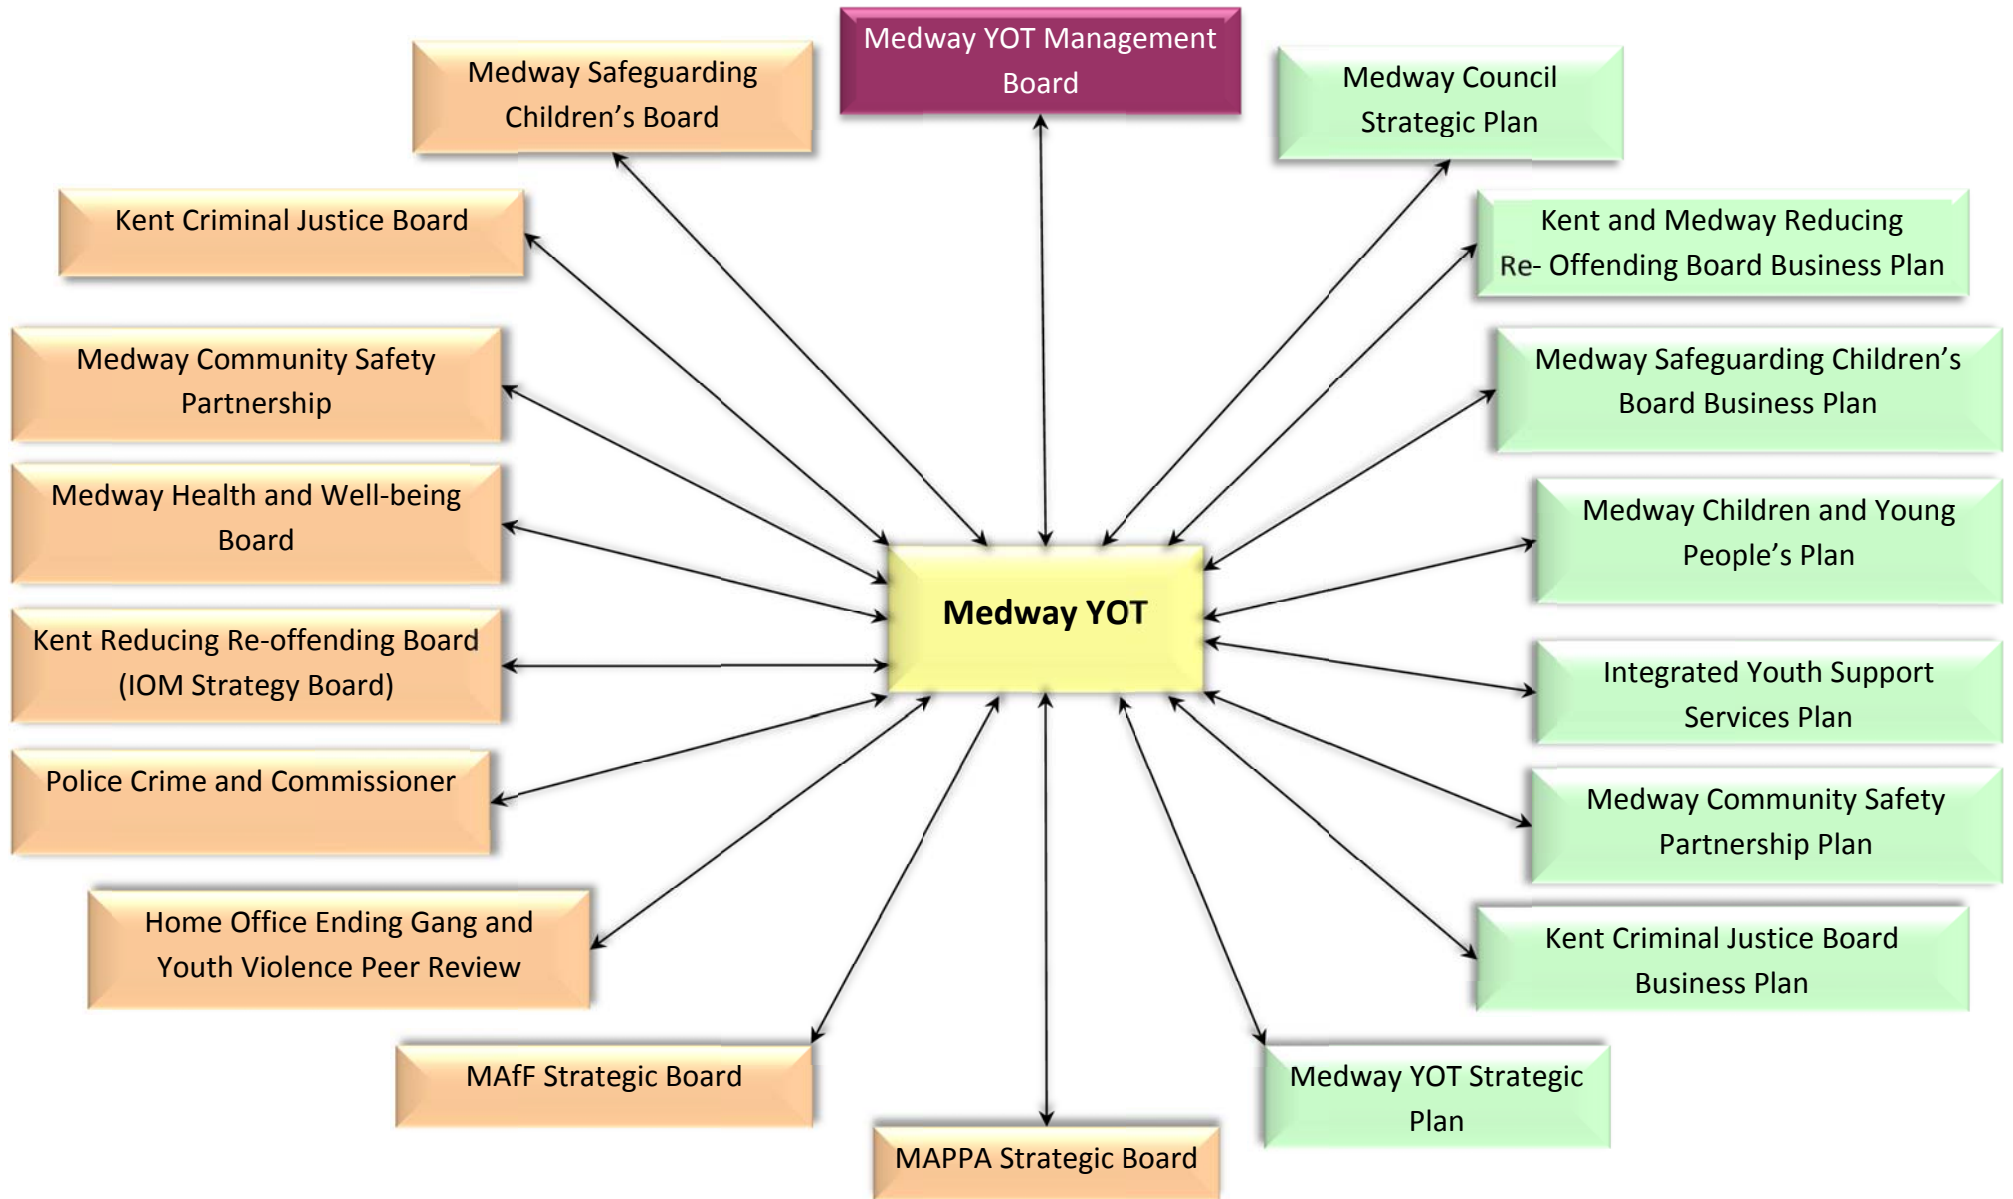 Medway YOT Management
Board
Medway Safeguarding
Children’s Board
Medway Council
Strategic Plan
Kent Criminal Justice Board
Kent and Medway Reducing
Re- Offending Board Business Plan
Medway Community Safety
Partnership
Medway Safeguarding Children’s
Board Business Plan
Medway Health and Well-being
Board
Medway Children and Young
People’s Plan
Medway YOT
Kent Reducing Re-offending Board
(IOM Strategy Board)
Integrated Youth Support
Services Plan
Police Crime and Commissioner
Medway Community Safety
Partnership Plan
Home Office Ending Gang and
Youth Violence Peer Review
Kent Criminal Justice Board
Business Plan
MAfF Strategic Board
Medway YOT Strategic
Plan
MAPPA Strategic Board